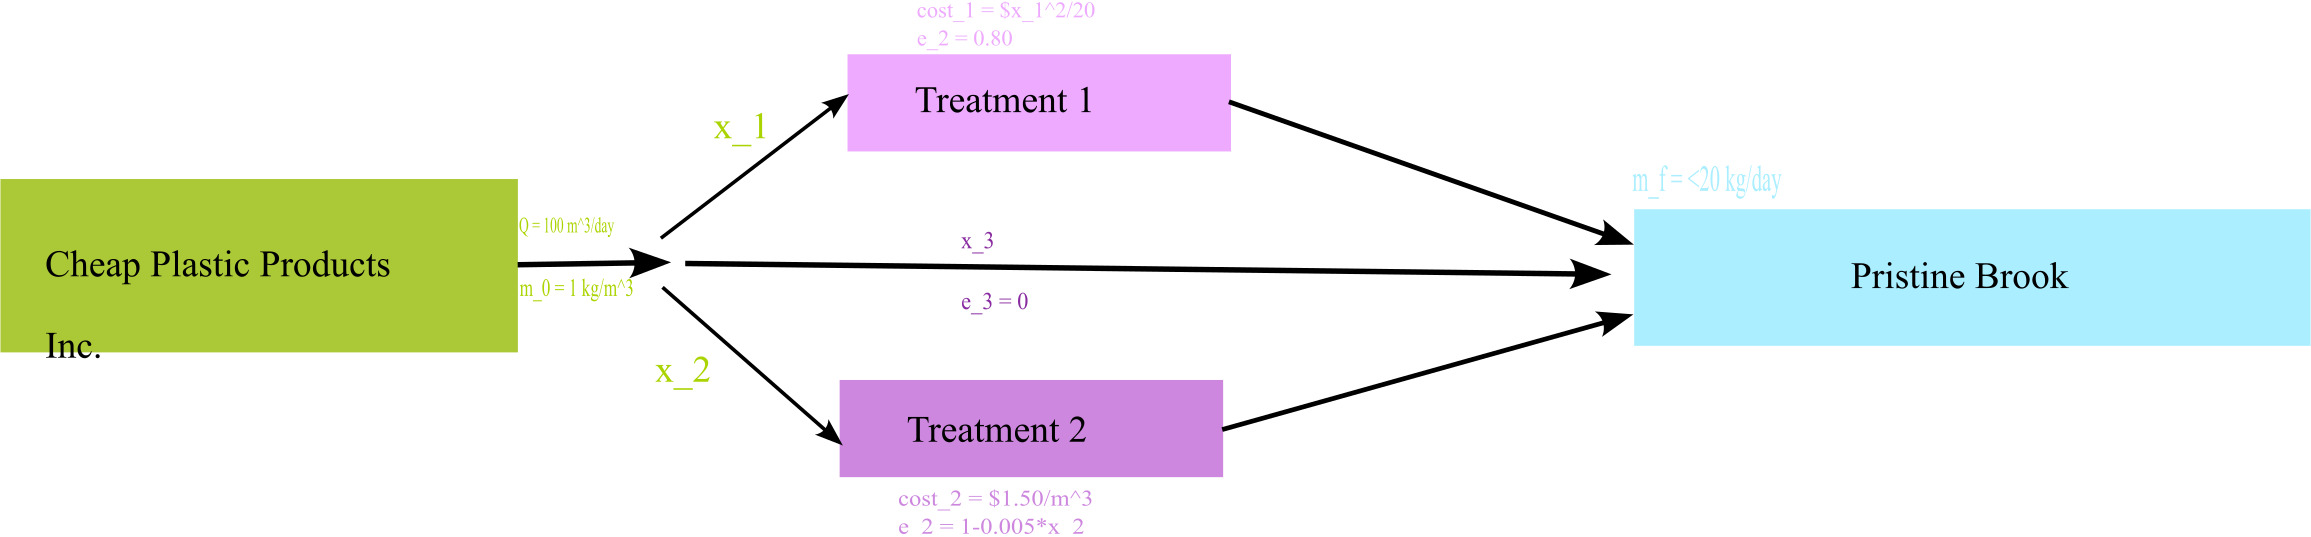 cost_1 = $x_1^2/20
e_2 = 0.80
Treatment 1
x_1
m_f = <20 kg/day
Q = 100 m^3/day
x_3
Cheap Plastic Products
Inc.
m_0 = 1 kg/m^3
e_3 = 0
Pristine Brook
x_2
Treatment 2
cost_2 = $1.50/m^3
e_2 = 1-0.005*x_2